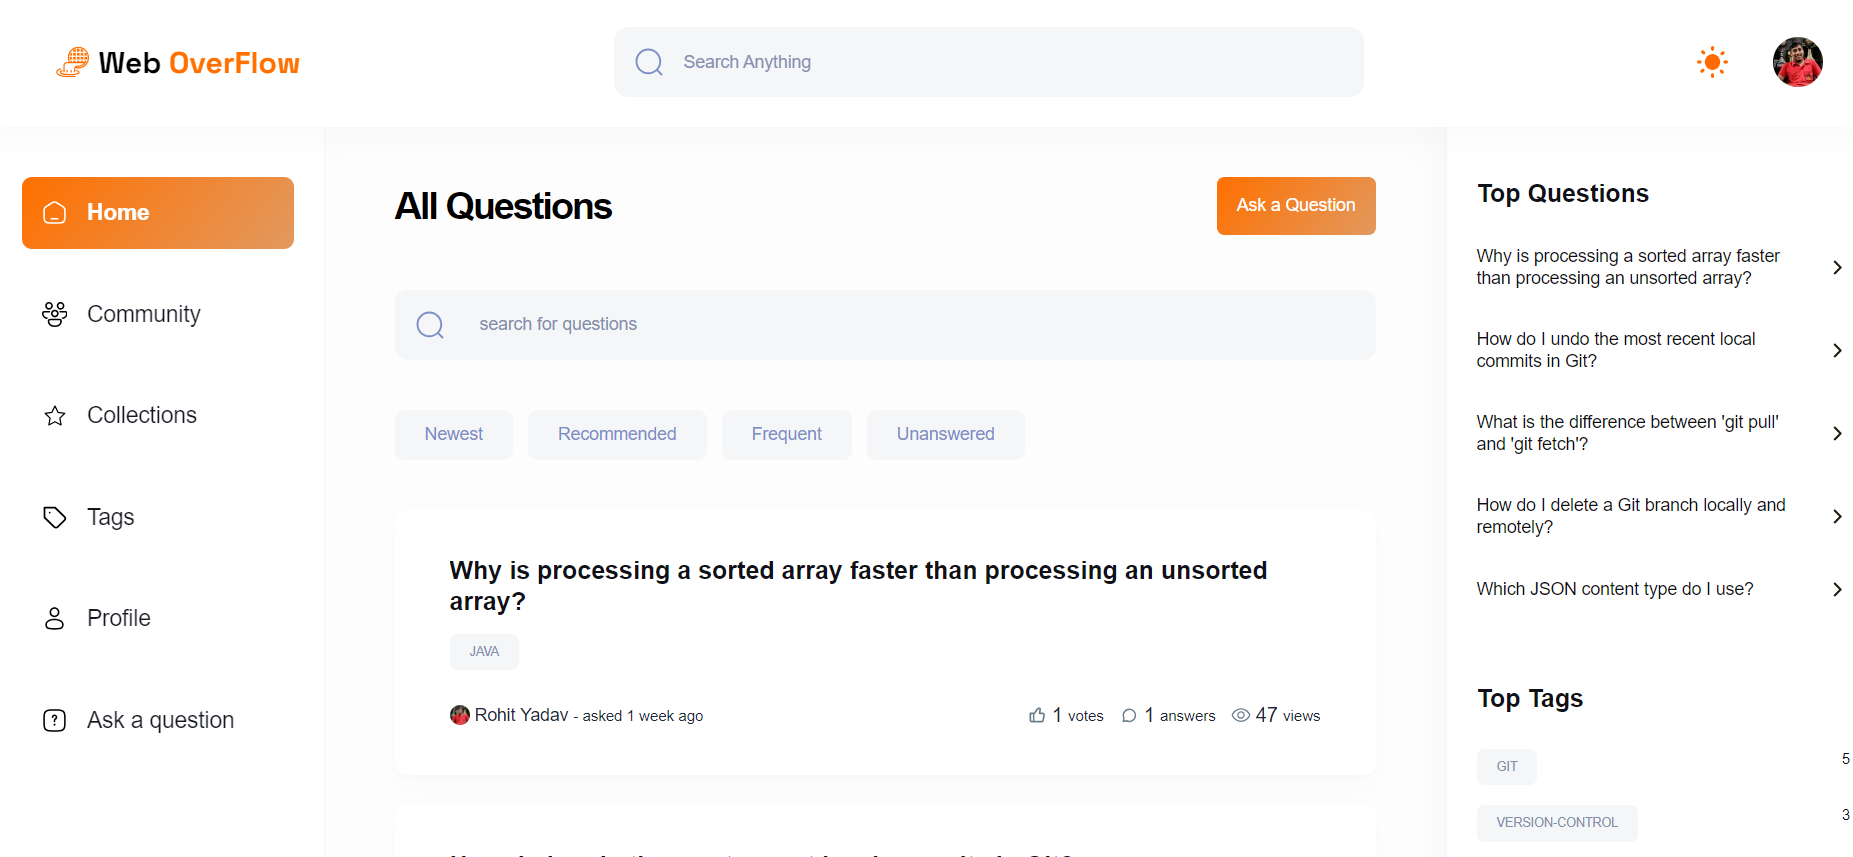 Web OverFlow
Search Anything
Home
Community
Collections
Tags
Profile
Ask a question
All Questions
Ask a Question
search for questions
Newest
Recommended
Frequent
Unanswered
Why is processing a sorted array faster than processing an unsorted
array?
JAVA
Rohit Yadav - asked 1 week ago
1 votes
1 answers
47 views
Top Questions
Why is processing a sorted array faster
than processing an unsorted array?
How do I undo the most recent local
commits in Git?
What is the difference between 'git pull'
and 'git fetch'?
How do I delete a Git branch locally and
remotely?
Which JSON content type do I use?
Top Tags
GIT
5
VERSION-CONTROL
3